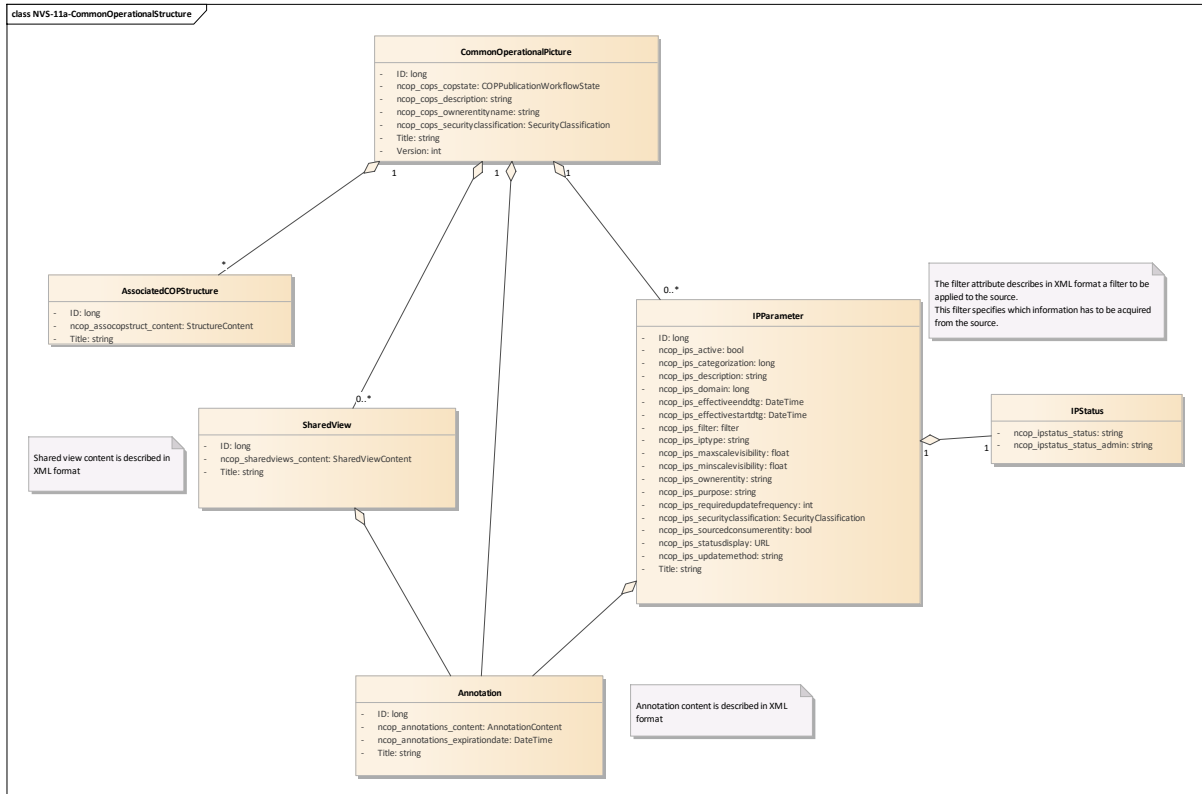 class NVS-11a-CommonOperationalStructure
CommonOperationalPicture
- ID: long
- ncop_cops_copstate: COPPublicationWorkflowState
- ncop_cops_description: string
- ncop_cops_ownerentityname: string
- ncop_cops_securityclassification: SecurityClassification
- Title: string
- Version: int
1
1
1
*
AssociatedCOPStructure
- ID: long
- ncop_assocopstruct_content: StructureContent
- Title: string
The filter attribute describes in XML format a filter to be
applied to the source.
This filter specifies which information has to be acquired
from the source.
0..*
IPParameter
- ID: long
- ncop_ips_active: bool
- ncop_ips_categorization: long
- ncop_ips_description: string
- ncop_ips_domain: long
- ncop_ips_effectiveenddtg: DateTime
- ncop_ips_effectivestartdtg: DateTime
- ncop_ips_filter: filter
- ncop_ips_iptype: string
- ncop_ips_maxscalevisibility: float
- ncop_ips_minscalevisibility: float
- ncop_ips_ownerentity: string
- ncop_ips_purpose: string
- ncop_ips_requiredupdatefrequency: int
- ncop_ips_securityclassification: SecurityClassification
- ncop_ips_sourcedconsumerentity: bool
- ncop_ips_statusdisplay: URL
- ncop_ips_updatemethod: string
- Title: string
IPStatus
- ncop_ipstatus_status: string
- ncop_ipstatus_status_admin: string
1
1
0..*
SharedView
- ID: long
- ncop_sharedviews_content: SharedViewContent
- Title: string
Shared view content is described in
XML format
Annotation
- ID: long
- ncop_annotations_content: AnnotationContent
- ncop_annotations_expirationdate: DateTime
- Title: string
Annotation content is described in XML
format